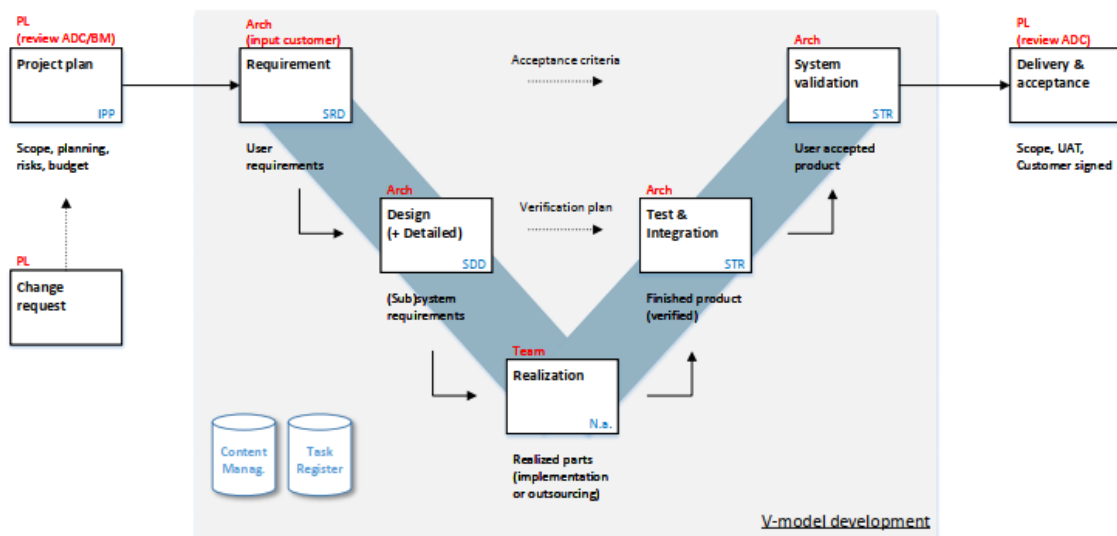 PL
(review ADC/BM)
Project plan
IPP
Scope, planning,
risks, budget
PL
Change
request
Arch
(input customer)
Requirement
SRD
User
requirements
Acceptance criteria
Arch
Design
(+ Detailed)
SDD
(Sub)system
requirements
Verification plan
Team
Realization
N.a.
Realized parts
(implementation
or outsourcing)
Arch
Test &
Integration
STR
Finished product
(verified)
Arch
System
validation
STR
User accepted
product
PL
(review ADC)
Delivery &
acceptance
Scope, UAT,
Customer signed
Content
Manag.
Task
Register
V-model development